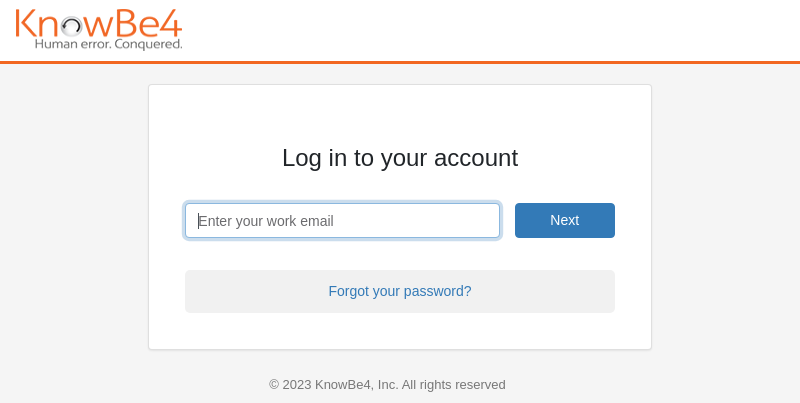 KnowBe4
Human error. Conquered.
Log in to your account
Enter your work email
Next
Forgot your password?
© 2023 KnowBe4, Inc. All rights reserved